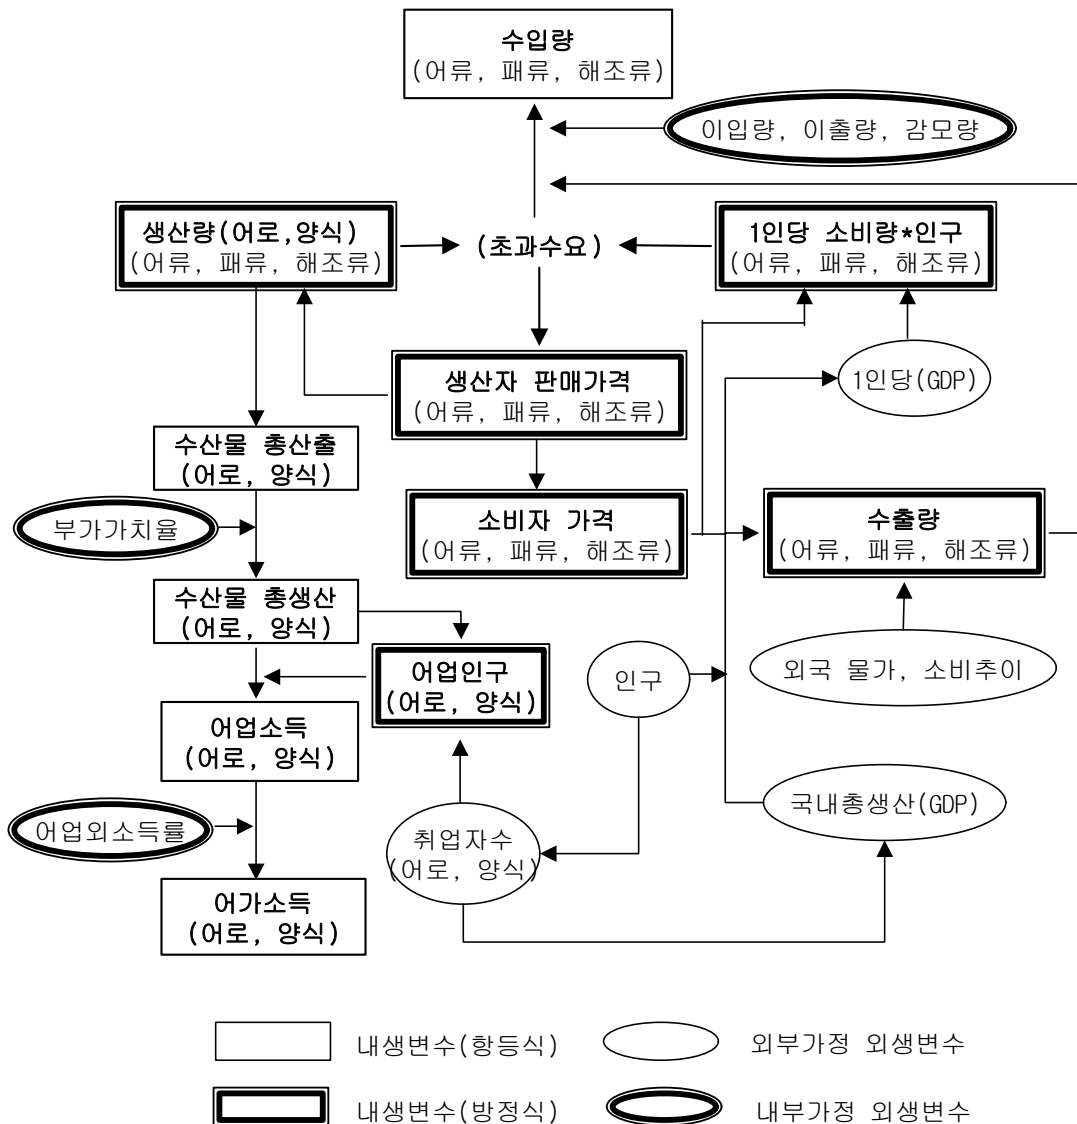 수입량
(어류, 패류, 해조류)
이입량, 이출량, 감모량
생산량(어로,양식)
(어류, 패류, 해조류)
(초과수요)
1인당 소비량*인구
(어류, 패류, 해조류)
생산자 판매가격
(어류, 패류, 해조류)
1인당(GDP)
수산물 총산출
(어로, 양식)
부가가치율
소비자 가격
(어류, 패류, 해조류)
수출량
(어류, 패류, 해조류)
수산물 총생산
(어로, 양식)
어업인구
(어로, 양식)
인구
외국 물가, 소비추이
어업소득
(어로, 양식)
국내총생산(GDP)
어업외소득률
취업자수
(어로, 양식)
어가소득
(어로, 양식)
내생변수(항등식)
외부가정 외생변수
내생변수(방정식)
내부가정 외생변수